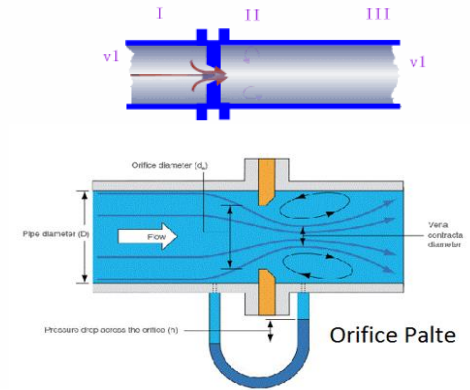 I II III
v1 v1
Orifice diameter (do)
Pipe diameter (D)
Flow
Vena
contracta
diameter
Pressure drop across the orifice (h)
Orifice Palte